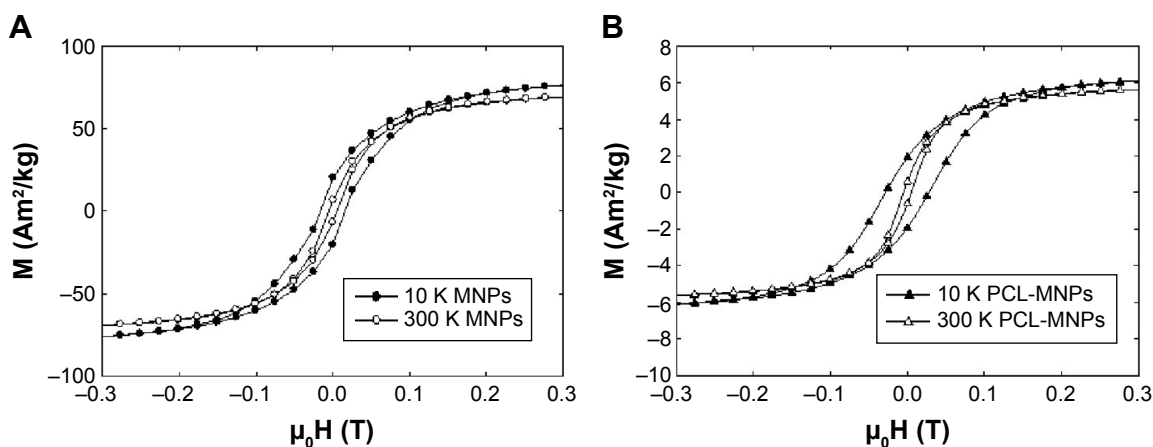 A
M (Am²/kg)
100
50
0
–50
–100
–0.3 –0.2 –0.1 0.0 0.1 0.2 0.3
μ₀H (T)
10 K MNPs
300 K MNPs
B
M (Am²/kg)
8
6
4
2
0
–2
–4
–6
–8
–10
–0.3 –0.2 –0.1 0.0 0.1 0.2 0.3
μ₀H (T)
10 K PCL-MNPs
300 K PCL-MNPs